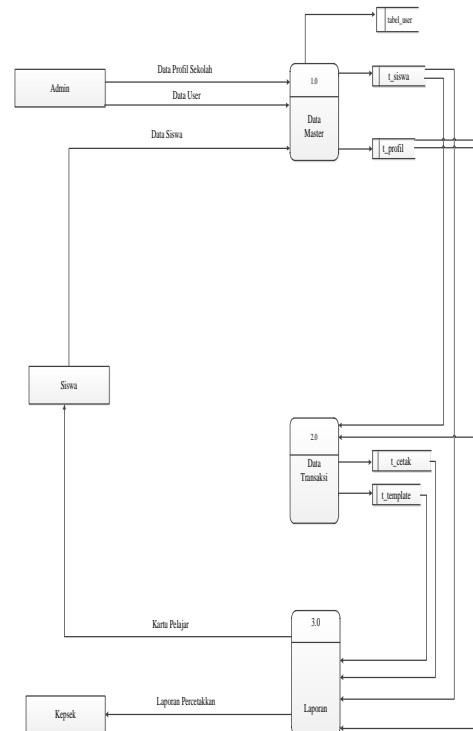 tabel_user
Data Profil Sekolah
1.0
t_siswa
Admin
Data User
Data
Master
Data Siswa
t_profil
Siswa
2.0
Data
Transaksi
t_cetak
t_template
3.0
Kartu Pelajar
Laporan Percetakkan
Laporan
Kepsek